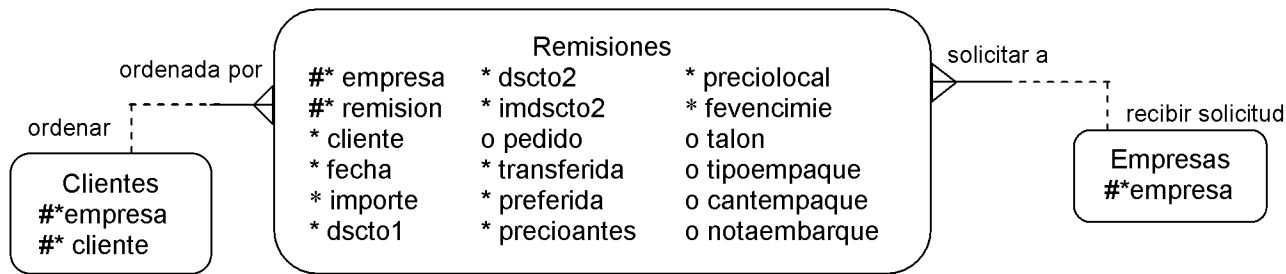 Remisiones
ordenada por
solicitar a
#* empresa
#* remision
* cliente
* fecha
* importe
* dscto1
* dscto2
* imdscto2
o pedido
* transferida
* preferida
* precioantes
* preciolocal
* fevencimie
o talon
o tipoempaque
o cantempaque
o notaembarque
ordenar
Clientes
#*empresa
#* cliente
recibir solicitud
Empresas
#*empresa